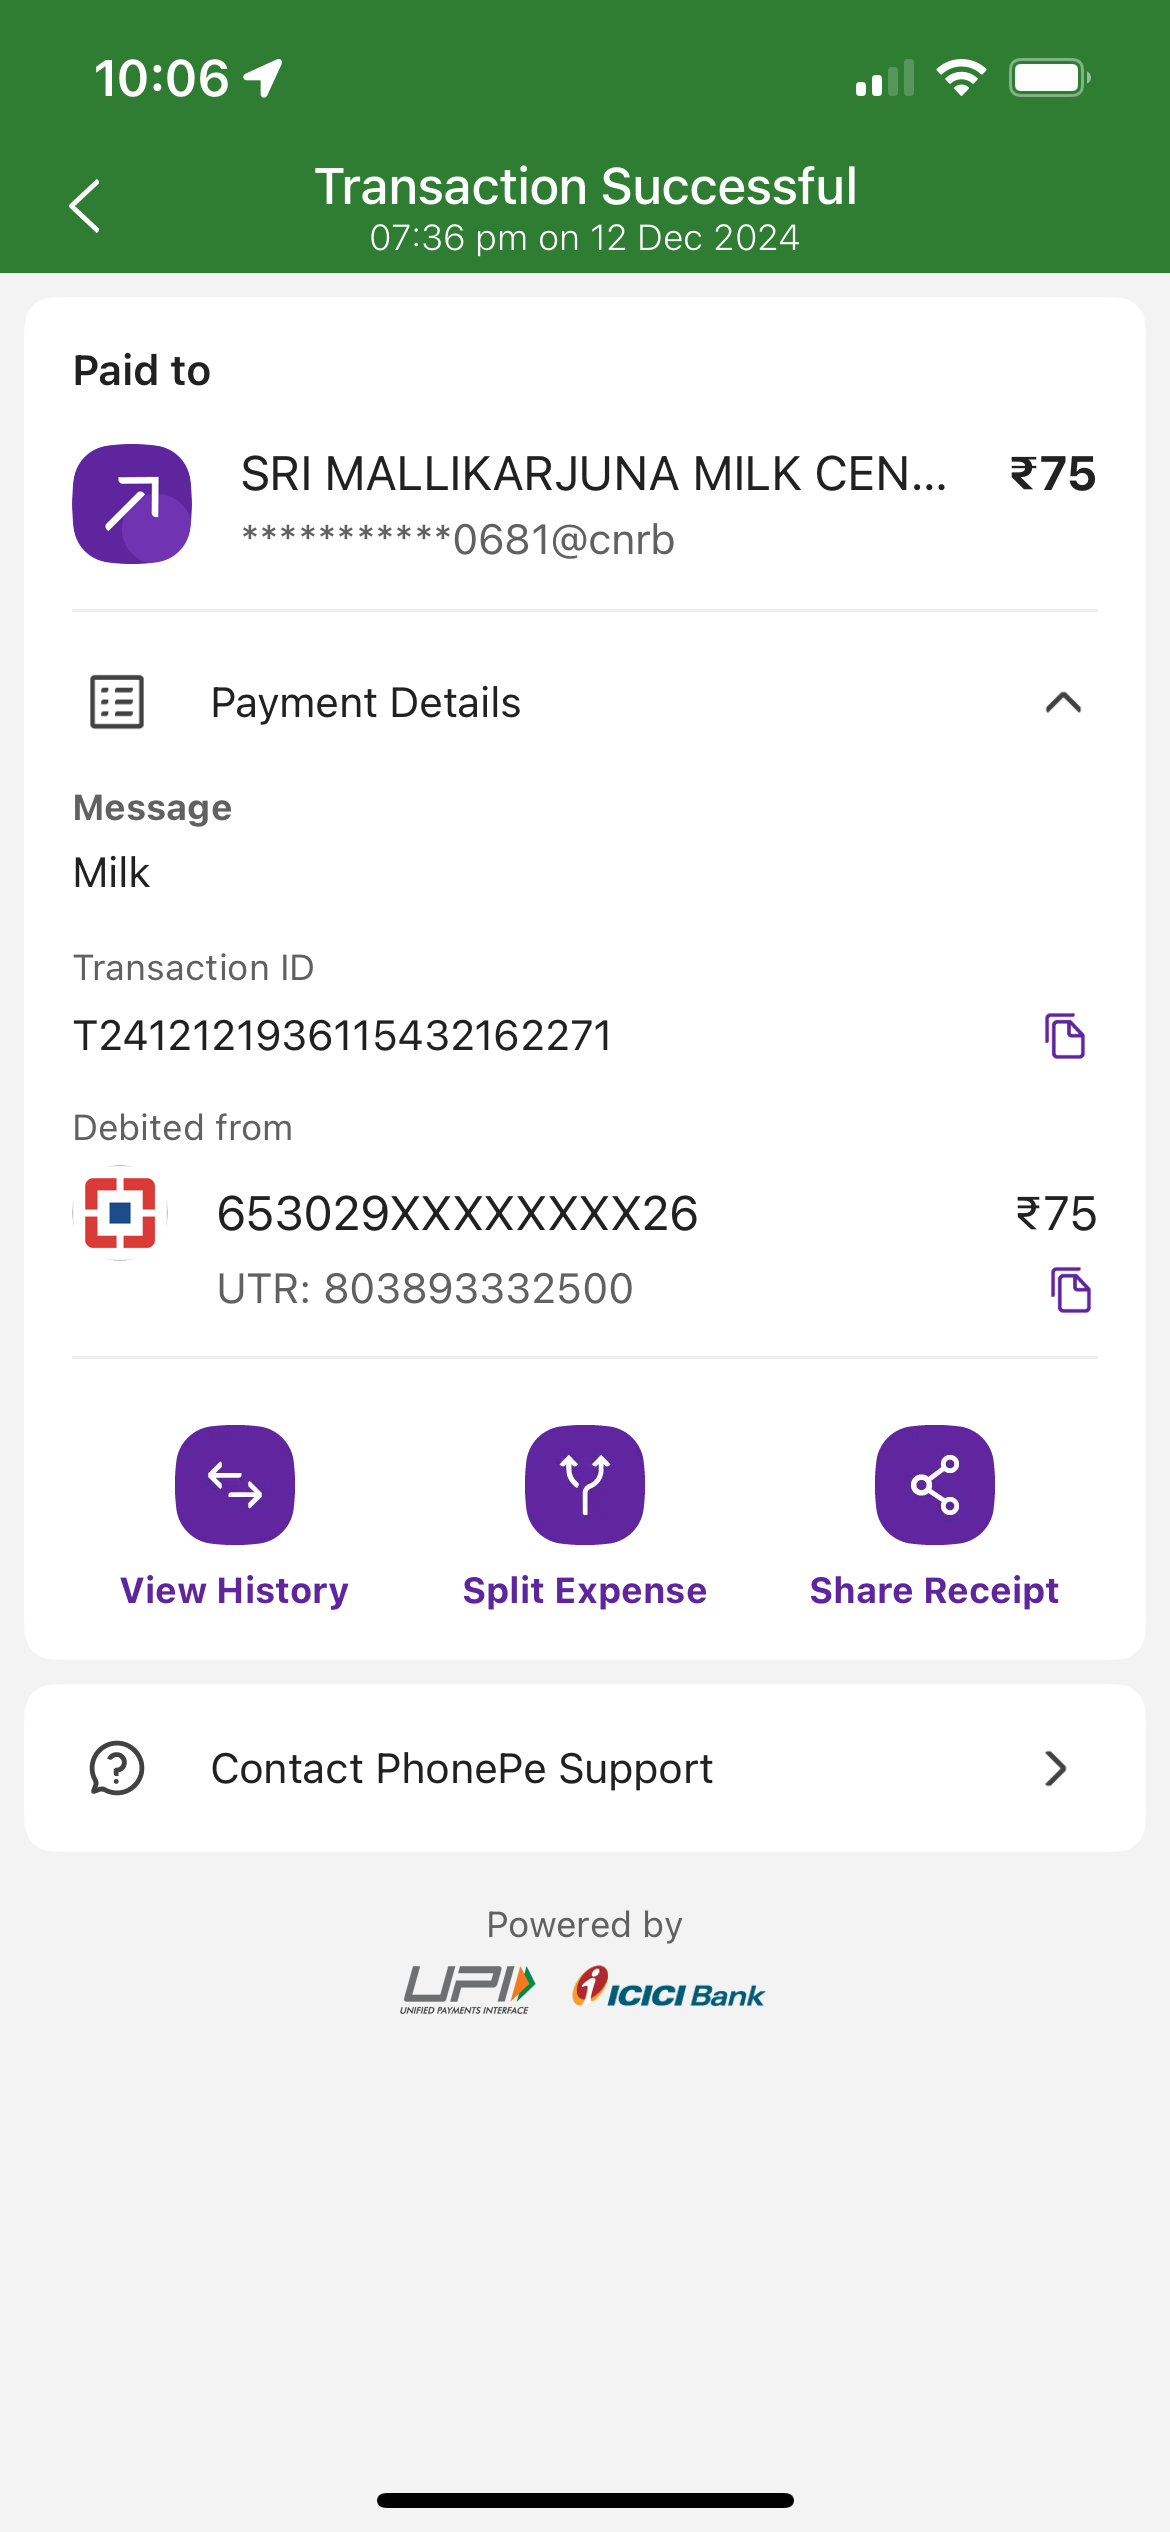 10:06
Transaction Successful
07:36 pm on 12 Dec 2024
Paid to
SRI MALLIKARJUNA MILK CEN... ₹75
***********0681@cnrb
Payment Details
Message
Milk
Transaction ID
T2412121936115432162271
Debited from
653029XXXXXXXX26 ₹75
UTR: 803893332500
View History Split Expense Share Receipt
Contact PhonePe Support
Powered by
UPI ICICI Bank
UNIFIED PAYMENTS INTERFACE